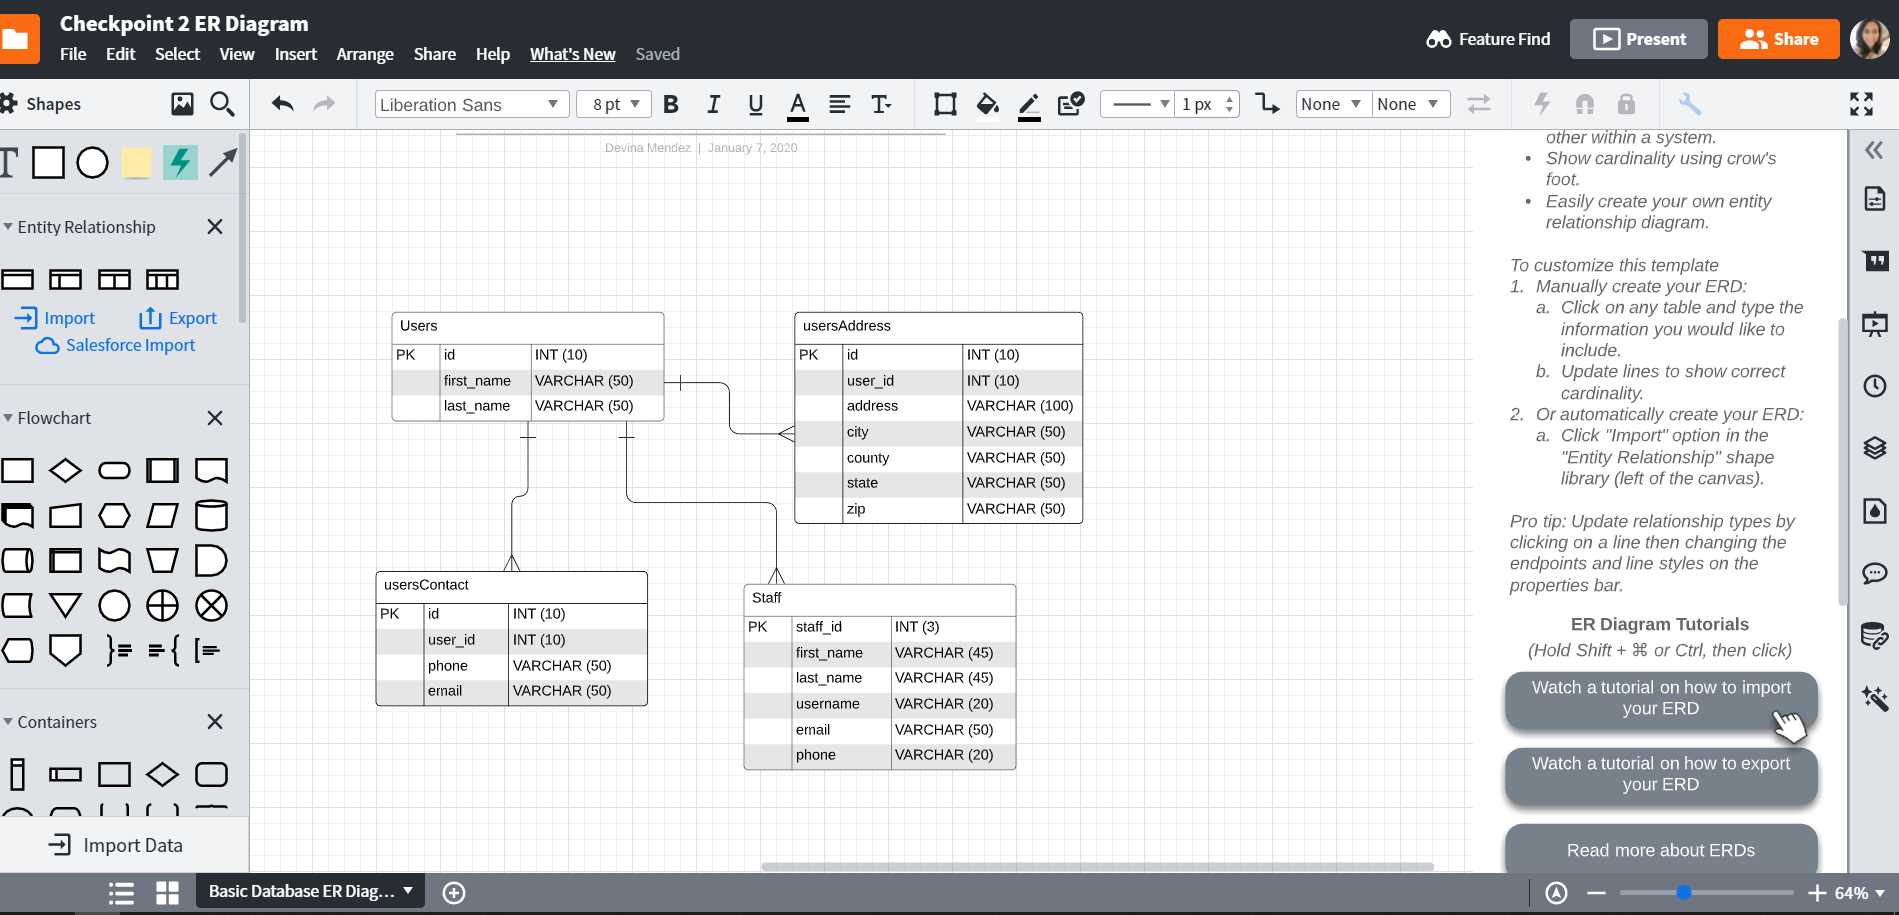 Checkpoint 2 ER Diagram
File Edit Select View Insert Arrange Share Help What's New Saved
Feature Find
Present
Share
Shapes
Liberation Sans
8 pt
B I U A T
1 px
None
None
T
Devina Mendez | January 7, 2020
Entity Relationship
Import
Export
Salesforce Import
Flowchart
Containers
Import Data
Users
PK id INT (10)
first_name VARCHAR (50)
last_name VARCHAR (50)
usersAddress
PK id INT (10)
user_id INT (10)
address VARCHAR (100)
city VARCHAR (50)
county VARCHAR (50)
state VARCHAR (50)
zip VARCHAR (50)
usersContact
PK id INT (10)
user_id INT (10)
phone VARCHAR (50)
email VARCHAR (50)
Staff
PK staff_id INT (3)
first_name VARCHAR (45)
last_name VARCHAR (45)
username VARCHAR (20)
email VARCHAR (50)
phone VARCHAR (20)
other within a system.
• Show cardinality using crow's
foot.
• Easily create your own entity
relationship diagram.
To customize this template
1. Manually create your ERD:
a. Click on any table and type the
information you would like to
include.
b. Update lines to show correct
cardinality.
2. Or automatically create your ERD:
a. Click "Import" option in the
"Entity Relationship" shape
library (left of the canvas).
Pro tip: Update relationship types by
clicking on a line then changing the
endpoints and line styles on the
properties bar.
ER Diagram Tutorials
(Hold Shift + ⌘ or Ctrl, then click)
Watch a tutorial on how to import
your ERD
Watch a tutorial on how to export
your ERD
Read more about ERDs
Basic Database ER Diag...
64%